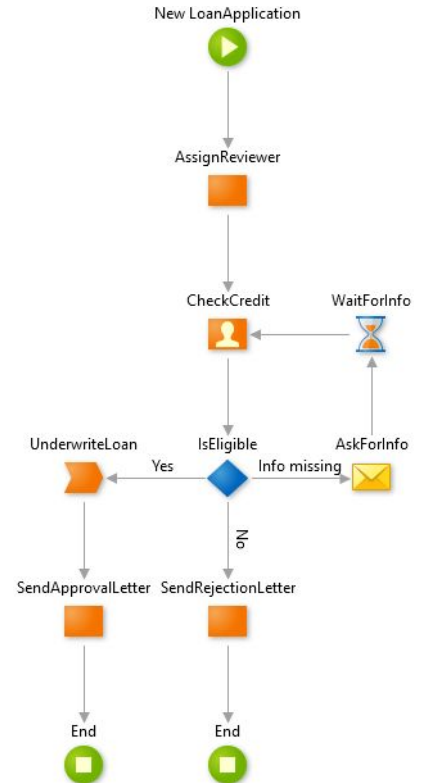 New LoanApplication
AssignReviewer
CheckCredit
WaitForInfo
UnderwriteLoan
IsEligible
AskForInfo
Yes
Info missing
No
SendApprovalLetter
SendRejectionLetter
End
End